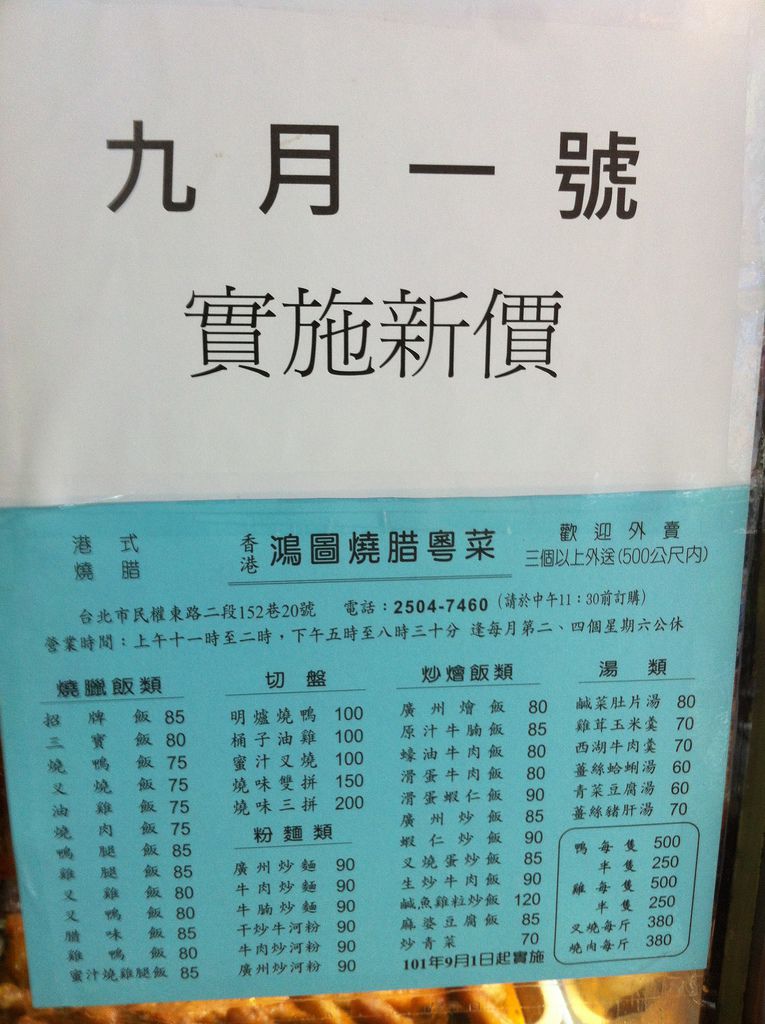 九月一號
實施新價
港式
燒腊
香港 鴻圖燒腊粵菜
歡迎外賣
三個以上外送(500公尺內)
台北市民權東路二段152巷20號 電話：2504-7460 (請於中午11：30前訂購)
營業時間：上午十一時至二時，下午五時至八時三十分 逢每月第二、四個星期六公休
燒臘飯類
招牌飯 85
三寶飯 80
燒鴨飯 75
叉燒飯 75
油雞飯 75
燒肉飯 75
鴨腿飯 85
雞腿飯 85
叉雞飯 80
叉鴨飯 80
腊味飯 85
雞鴨飯 80
蜜汁燒雞腿飯 85
切盤
明爐燒鴨 100
桶子油雞 100
蜜汁叉燒 100
燒味雙拼 150
燒味三拼 200
粉麵類
廣州炒麵 90
牛肉炒麵 90
牛腩炒麵 90
干炒牛河粉 90
牛肉炒河粉 90
廣州炒河粉 90
炒燴飯類
廣州燴飯 80
原汁牛腩飯 85
蠔油牛肉飯 80
滑蛋牛肉飯 80
滑蛋蝦仁飯 90
廣州炒飯 85
蝦仁炒飯 90
叉燒蛋炒飯 85
生炒牛肉飯 90
鹹魚雞粒炒飯 120
麻婆豆腐飯 85
炒青菜 70
101年9月1日起實施
湯類
鹹菜肚片湯 80
雞茸玉米羹 70
西湖牛肉羹 70
薑絲蛤蜊湯 60
青菜豆腐湯 60
薑絲豬肝湯 70
鴨每隻 500
半隻 250
雞每隻 500
半隻 250
叉燒每斤 380
燒肉每斤 380